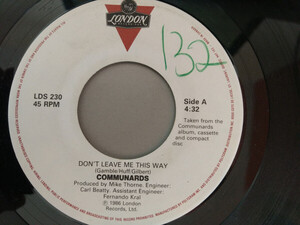 LONDON
132
LDS 230
45 RPM
Side A
4:32
Taken from the
Communards
album, cassette
and compact
disc
DON'T LEAVE ME THIS WAY
(Gamble/Huff/Gilbert)
COMMUNARDS
Produced by Mike Thorne. Engineer:
Carl Beatty. Assistant Engineer:
Fernando Kral
℗ 1986 London
Records, Ltd.